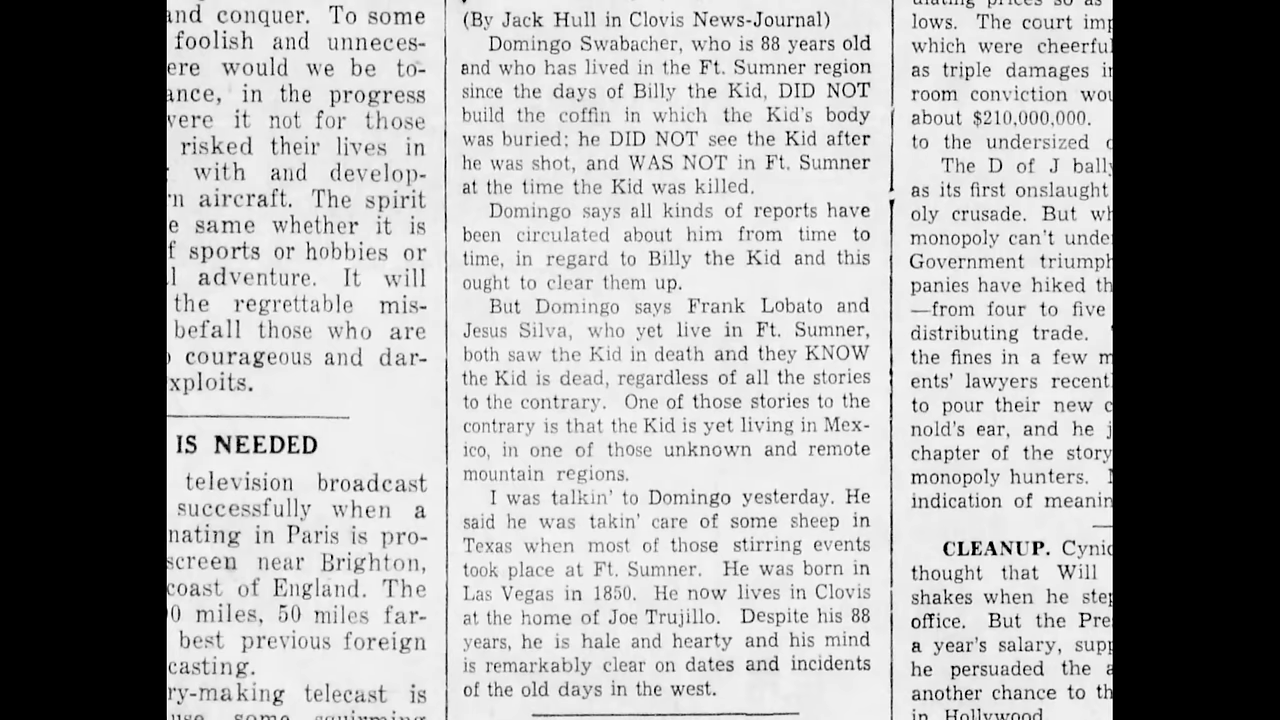 and conquer. To some
foolish and unneces-
ere would we be to-
ance, in the progress
were it not for those
risked their lives in
with and develop-
n aircraft. The spirit
e same whether it is
f sports or hobbies or
l adventure. It will
the regrettable mis-
befall those who are
courageous and dar-
xploits.
IS NEEDED
television broadcast
successfully when a
nating in Paris is pro-
screen near Brighton,
coast of England. The
0 miles, 50 miles far-
best previous foreign
casting.
ry-making telecast is
use some squirming
(By Jack Hull in Clovis News-Journal)
Domingo Swabacher, who is 88 years old
and who has lived in the Ft. Sumner region
since the days of Billy the Kid, DID NOT
build the coffin in which the Kid's body
was buried; he DID NOT see the Kid after
he was shot, and WAS NOT in Ft. Sumner
at the time the Kid was killed.
Domingo says all kinds of reports have
been circulated about him from time to
time, in regard to Billy the Kid and this
ought to clear them up.
But Domingo says Frank Lobato and
Jesus Silva, who yet live in Ft. Sumner,
both saw the Kid in death and they KNOW
the Kid is dead, regardless of all the stories
to the contrary. One of those stories to the
contrary is that the Kid is yet living in Mex-
ico, in one of those unknown and remote
mountain regions.
I was talkin' to Domingo yesterday. He
said he was takin' care of some sheep in
Texas when most of those stirring events
took place at Ft. Sumner. He was born in
Las Vegas in 1850. He now lives in Clovis
at the home of Joe Trujillo. Despite his 88
years, he is hale and hearty and his mind
is remarkably clear on dates and incidents
of the old days in the west.
ulating prices so as
lows. The court imp
which were cheerful
as triple damages in
room conviction wou
about $210,000,000.
to the undersized
The D of J bally
as its first onslaught
oly crusade. But wh
monopoly can't unde
Government triumph
panies have hiked th
—from four to five
distributing trade.
the fines in a few m
ents' lawyers recent
to pour their new c
nold's ear, and he j
chapter of the story
monopoly hunters.
indication of meanin
CLEANUP. Cynic
thought that Will
shakes when he step
office. But the Pre
a year's salary, supp
he persuaded the a
another chance to th
in Hollywood